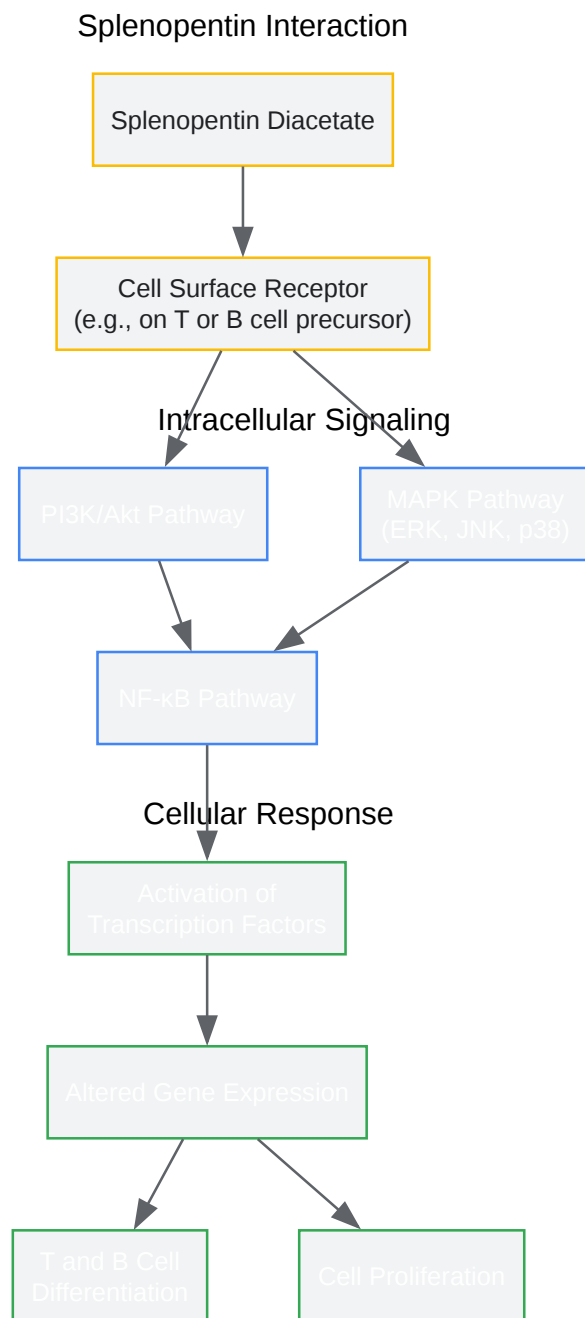 Splenopentin Interaction
Splenopentin Diacetate
Cell Surface Receptor
(e.g., on T or B cell precursor)
Intracellular Signaling
PI3K/Akt Pathway
MAPK Pathway
(ERK, JNK, p38)
NF-κB Pathway
Cellular Response
Activation of
Transcription Factors
Altered Gene Expression
T and B Cell
Differentiation
Cell Proliferation